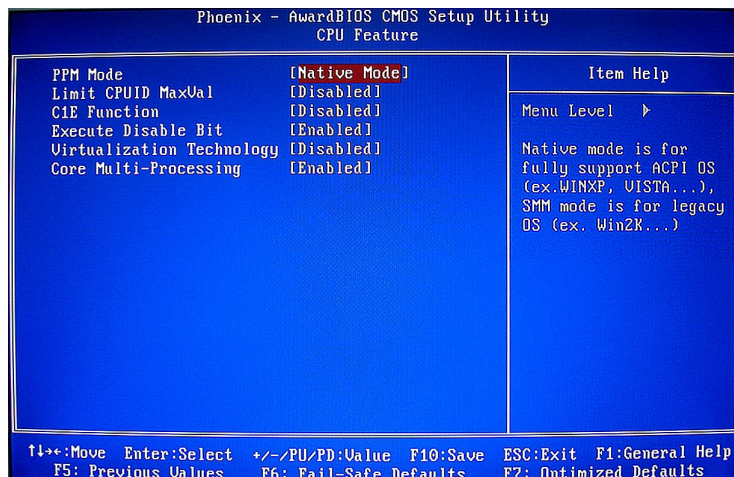 Phoenix - AwardBIOS CMOS Setup Utility
CPU Feature
PPM Mode [Native Mode]
Limit CPUID MaxVal [Disabled]
C1E Function [Disabled]
Execute Disable Bit [Enabled]
Virtualization Technology [Disabled]
Core Multi-Processing [Enabled]
Item Help
Menu Level
Native mode is for
fully support ACPI OS
(ex.WINXP, VISTA...),
SMM mode is for legacy
OS (ex. Win2K...)
↑↓→←:Move Enter:Select +/-/PU/PD:Value F10:Save ESC:Exit F1:General Help
F5: Previous Values F6: Fail-Safe Defaults F7: Optimized Defaults